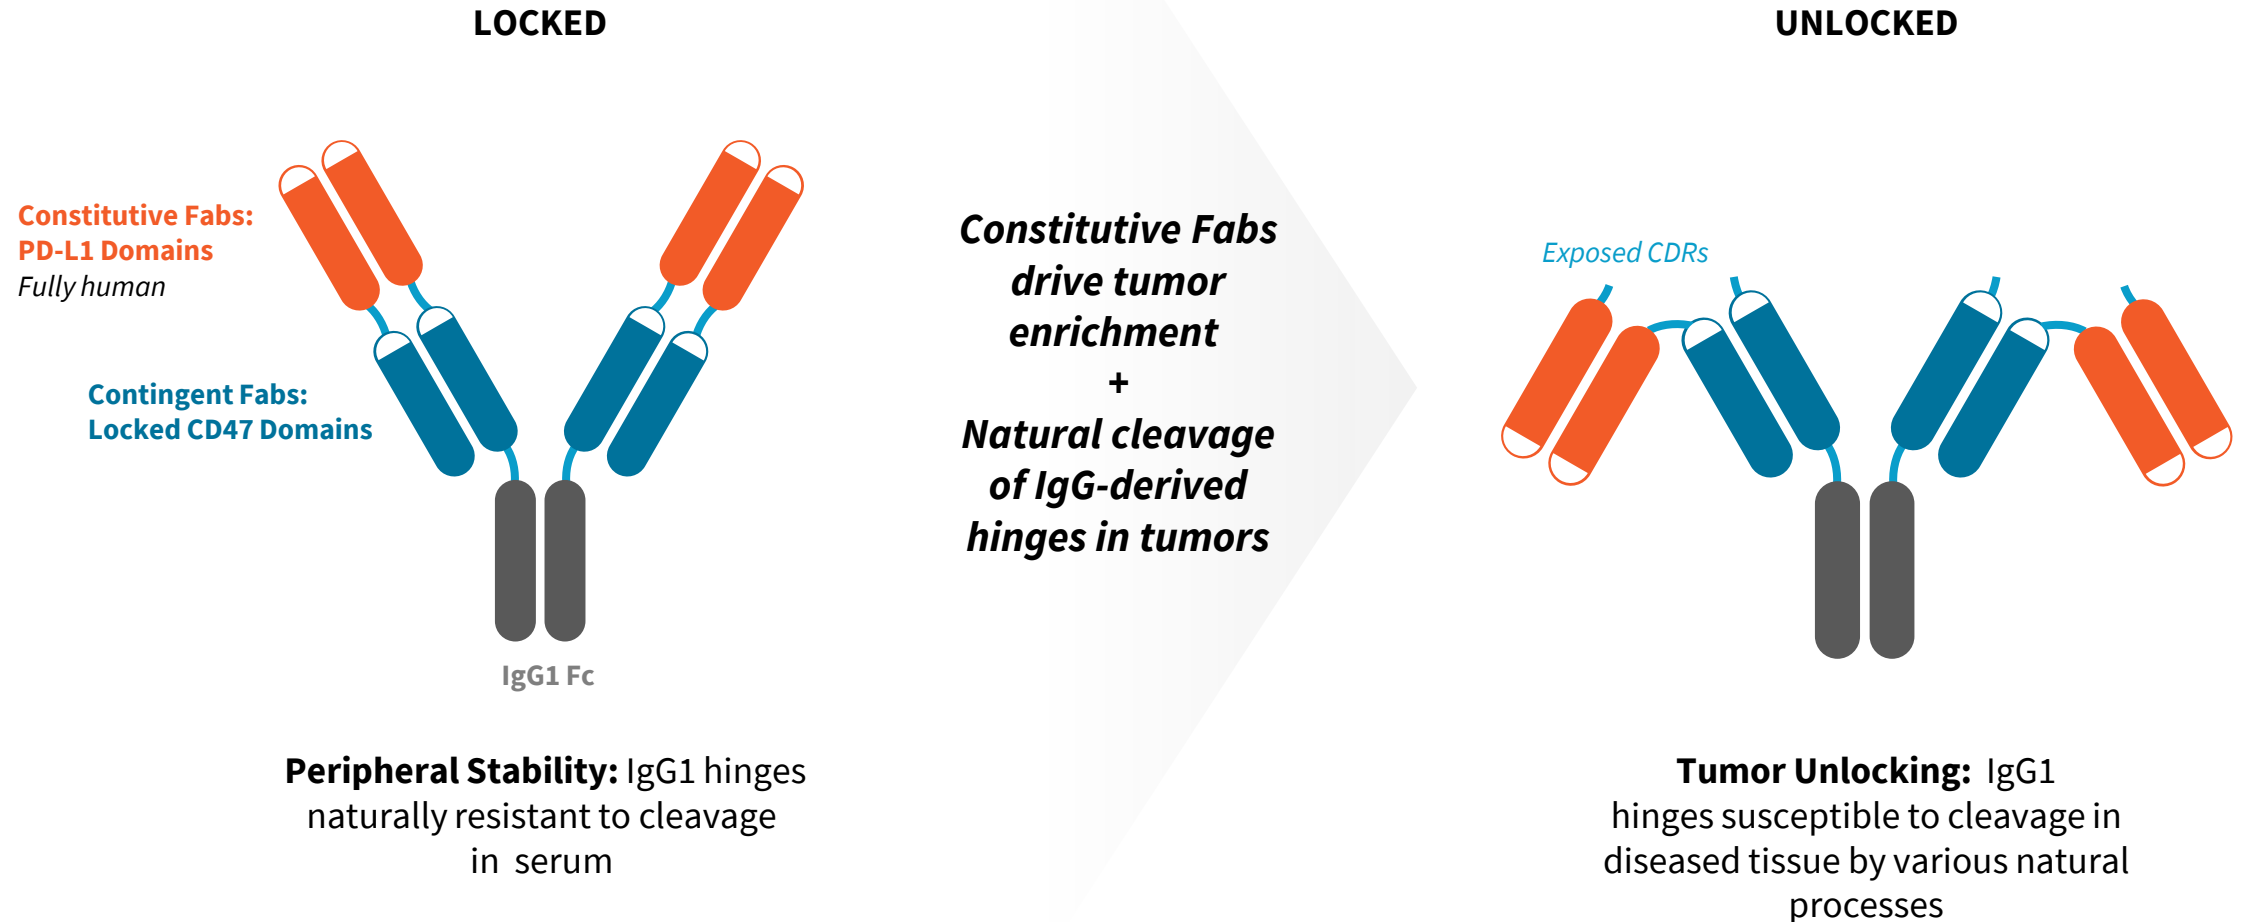 LOCKED
UNLOCKED
Constitutive Fabs:
PD-L1 Domains
Fully human
Contingent Fabs:
Locked CD47 Domains
IgG1 Fc
Peripheral Stability: IgG1 hinges
naturally resistant to cleavage
in serum
Constitutive Fabs
drive tumor
enrichment
+
Natural cleavage
of IgG-derived
hinges in tumors
Exposed CDRs
Tumor Unlocking: IgG1
hinges susceptible to cleavage in
diseased tissue by various natural
processes